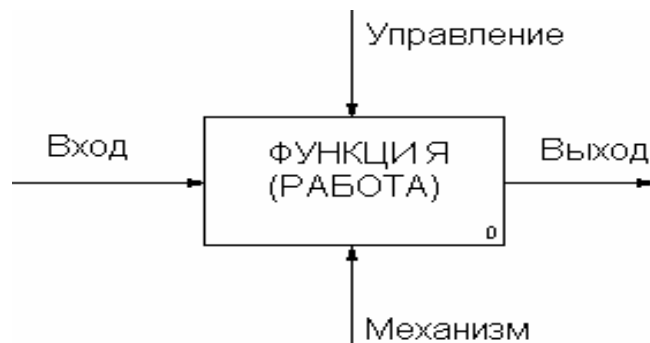 Управление
Вход
ФУНКЦИЯ
(РАБОТА)
Выход
0
Механизм